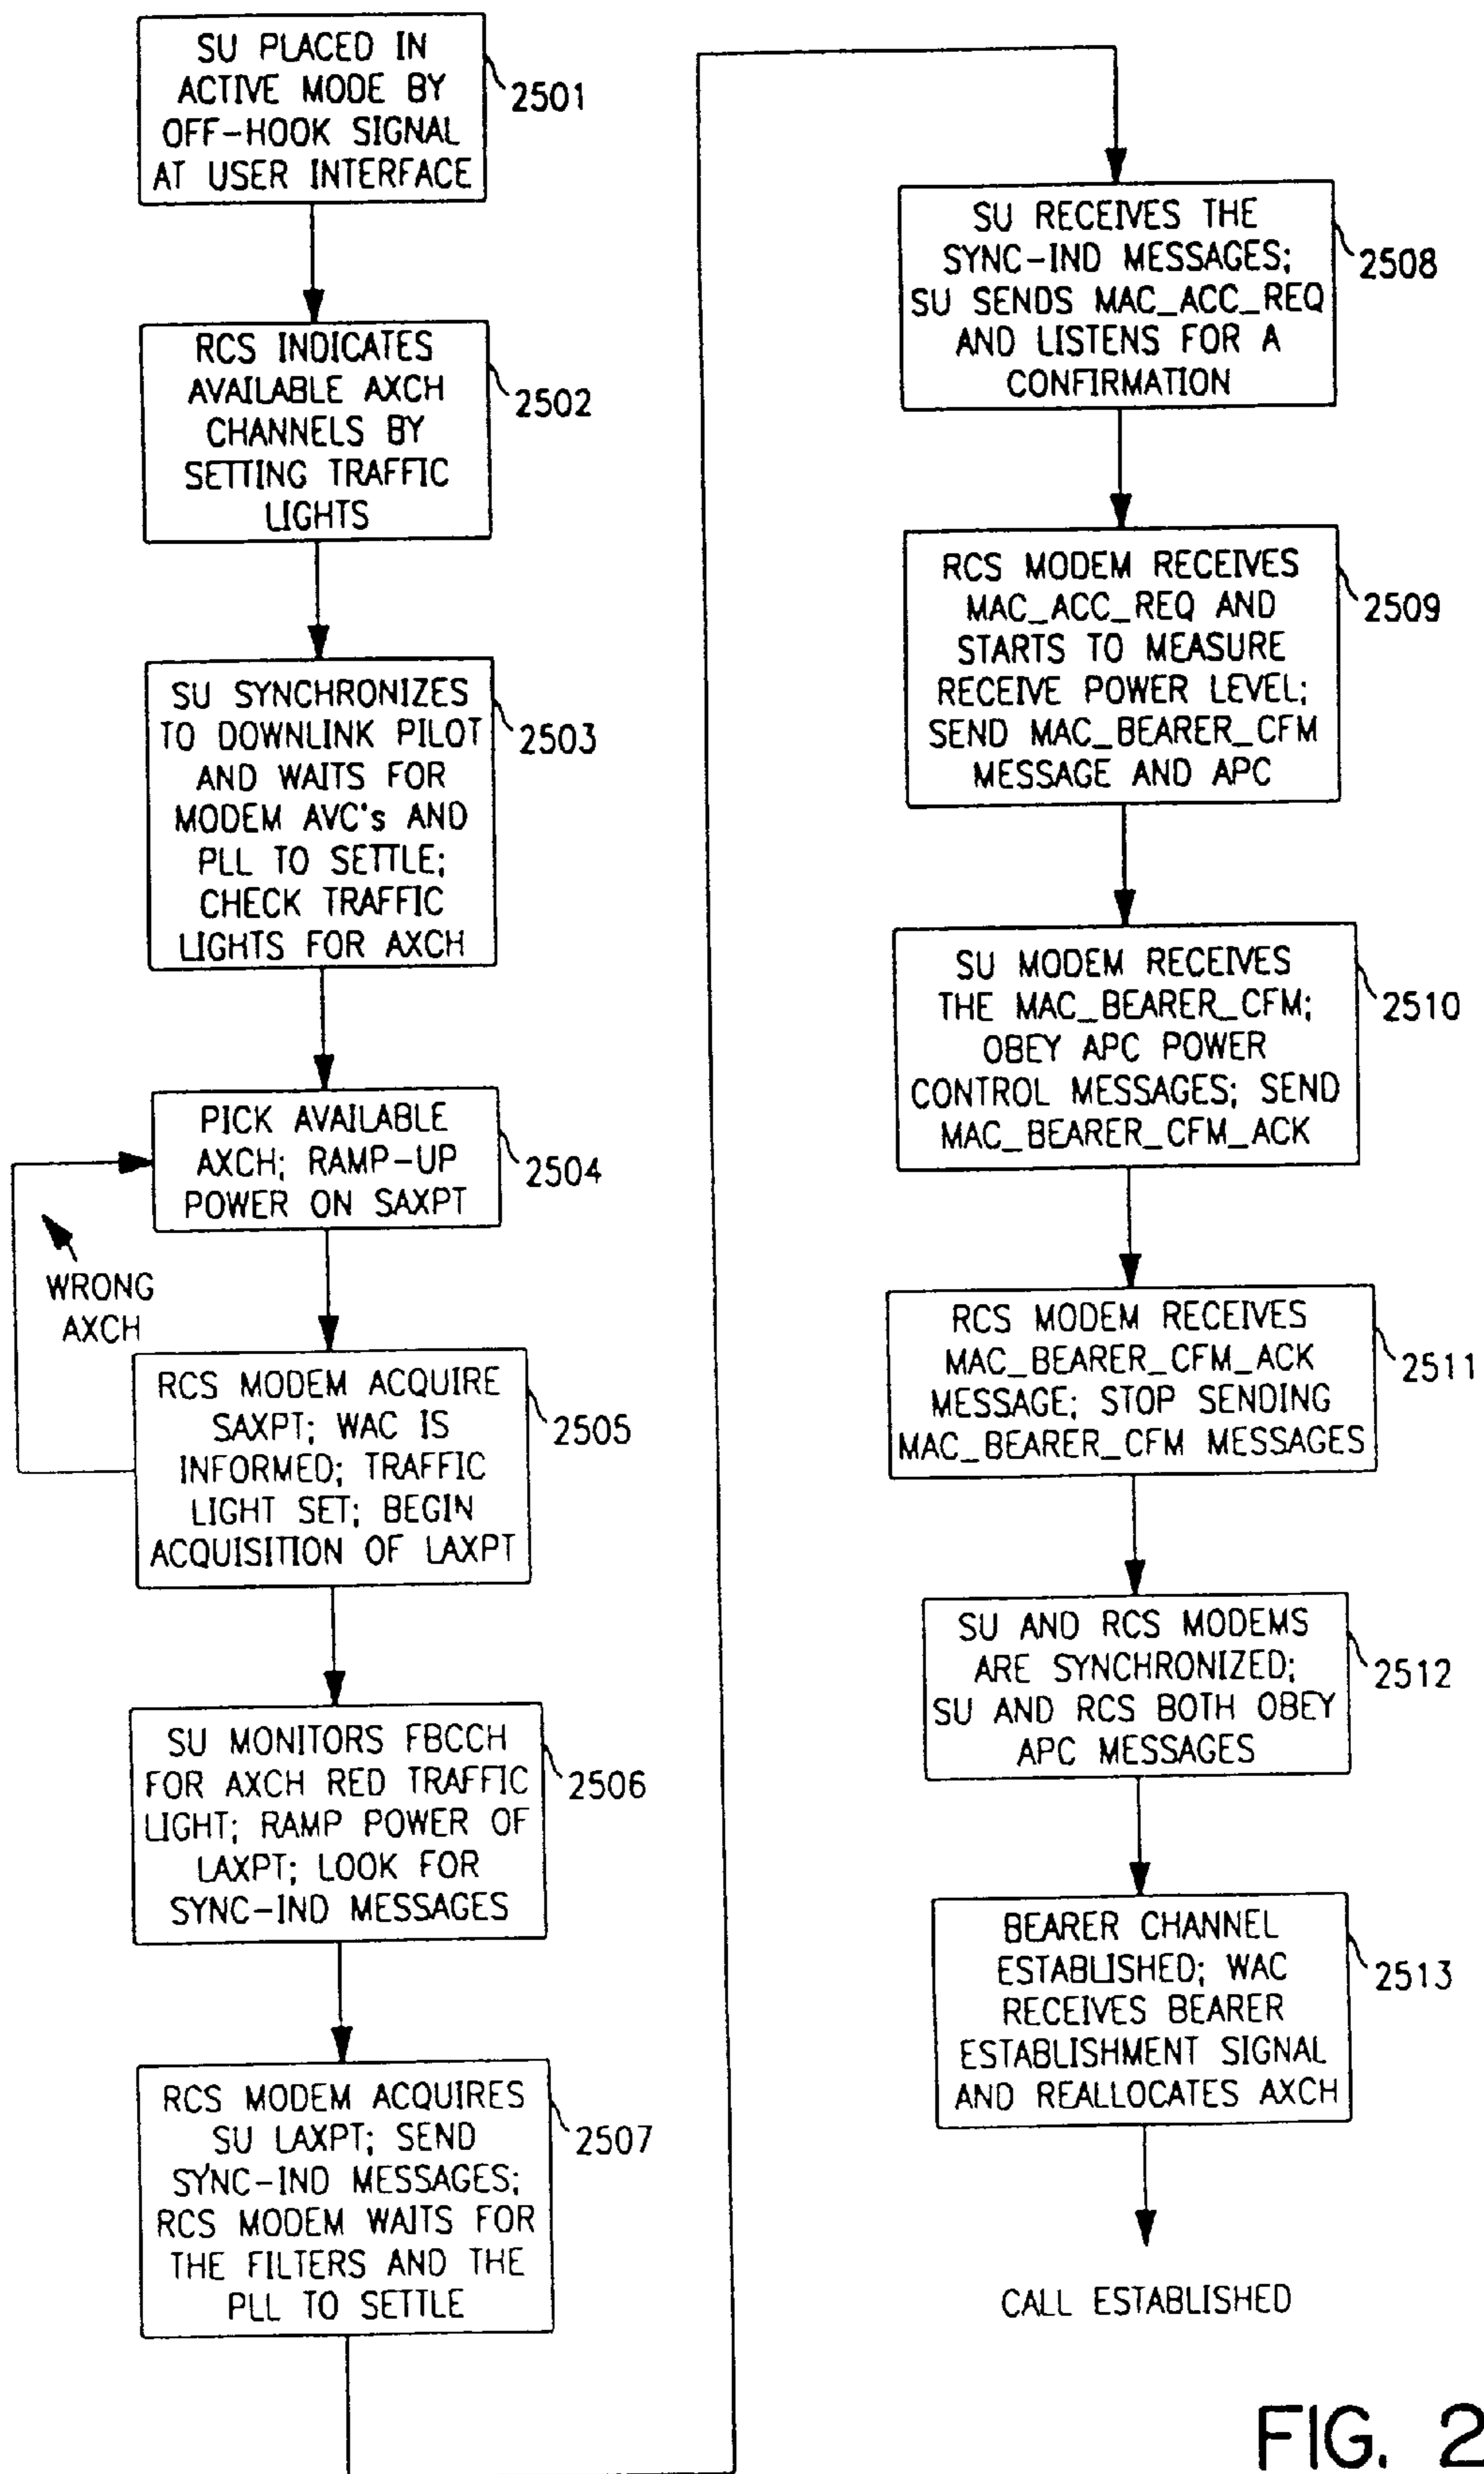 SU PLACED IN
ACTIVE MODE BY
OFF-HOOK SIGNAL
AT USER INTERFACE
2501
RCS INDICATES
AVAILABLE AXCH
CHANNELS BY
SETTING TRAFFIC
LIGHTS
2502
SU SYNCHRONIZES
TO DOWNLINK PILOT
AND WAITS FOR
MODEM AVC's AND
PLL TO SETTLE;
CHECK TRAFFIC
LIGHTS FOR AXCH
2503
PICK AVAILABLE
AXCH; RAMP-UP
POWER ON SAXPT
2504
WRONG
AXCH
RCS MODEM ACQUIRE
SAXPT; WAC IS
INFORMED; TRAFFIC
LIGHT SET; BEGIN
ACQUISITION OF LAXPT
2505
SU MONITORS FBCCH
FOR AXCH RED TRAFFIC
LIGHT; RAMP POWER OF
LAXPT; LOOK FOR
SYNC-IND MESSAGES
2506
RCS MODEM ACQUIRES
SU LAXPT; SEND
SYNC-IND MESSAGES;
RCS MODEM WAITS FOR
THE FILTERS AND THE
PLL TO SETTLE
2507
SU RECEIVES THE
SYNC-IND MESSAGES;
SU SENDS MAC_ACC_REQ
AND LISTENS FOR A
CONFIRMATION
2508
RCS MODEM RECEIVES
MAC_ACC_REQ AND
STARTS TO MEASURE
RECEIVE POWER LEVEL;
SEND MAC_BEARER_CFM
MESSAGE AND APC
2509
SU MODEM RECEIVES
THE MAC_BEARER_CFM;
OBEY APC POWER
CONTROL MESSAGES; SEND
MAC_BEARER_CFM_ACK
2510
RCS MODEM RECEIVES
MAC_BEARER_CFM_ACK
MESSAGE; STOP SENDING
MAC_BEARER_CFM MESSAGES
2511
SU AND RCS MODEMS
ARE SYNCHRONIZED;
SU AND RCS BOTH OBEY
APC MESSAGES
2512
BEARER CHANNEL
ESTABLISHED; WAC
RECEIVES BEARER
ESTABLISHMENT SIGNAL
AND REALLOCATES AXCH
2513
CALL ESTABLISHED
FIG. 2